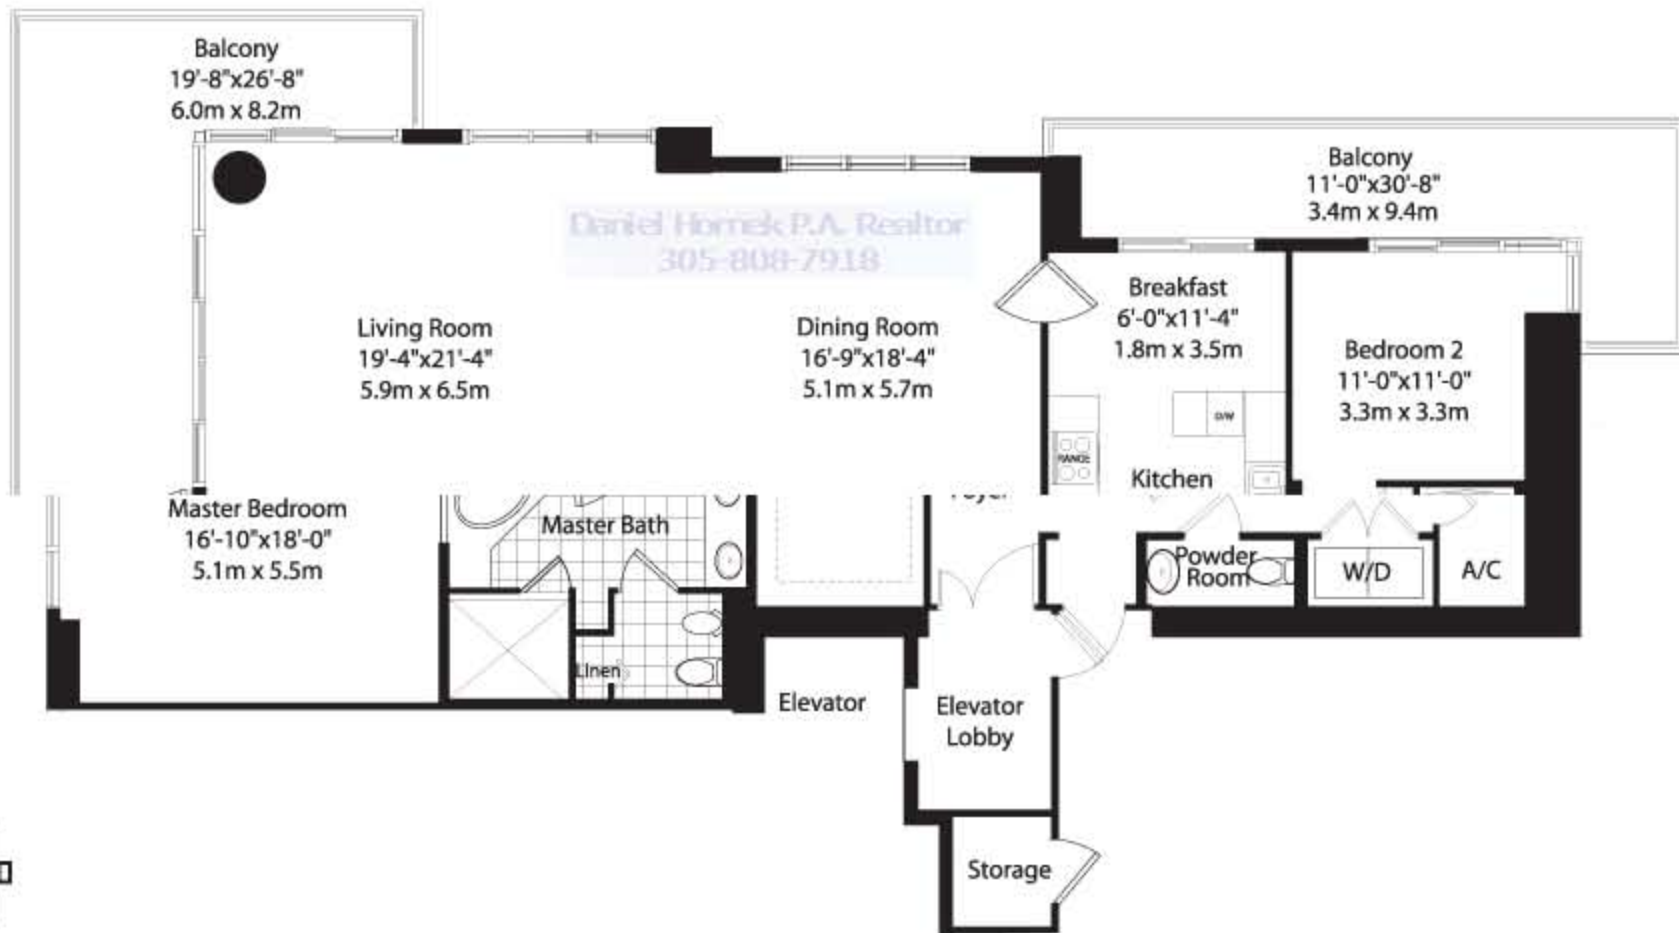 Balcony
19'-8"x26'-8"
6.0m x 8.2m
Balcony
11'-0"x30'-8"
3.4m x 9.4m
Daniel Hornek P.A. Realtor
305-808-7918
Living Room
19'-4"x21'-4"
5.9m x 6.5m
Dining Room
16'-9"x18'-4"
5.1m x 5.7m
Breakfast
6'-0"x11'-4"
1.8m x 3.5m
Bedroom 2
11'-0"x11'-0"
3.3m x 3.3m
D/W
RANGE
Kitchen
Master Bedroom
16'-10"x18'-0"
5.1m x 5.5m
Master Bath
Powder
Room
W/D
A/C
Linen
Elevator
Elevator
Lobby
Storage